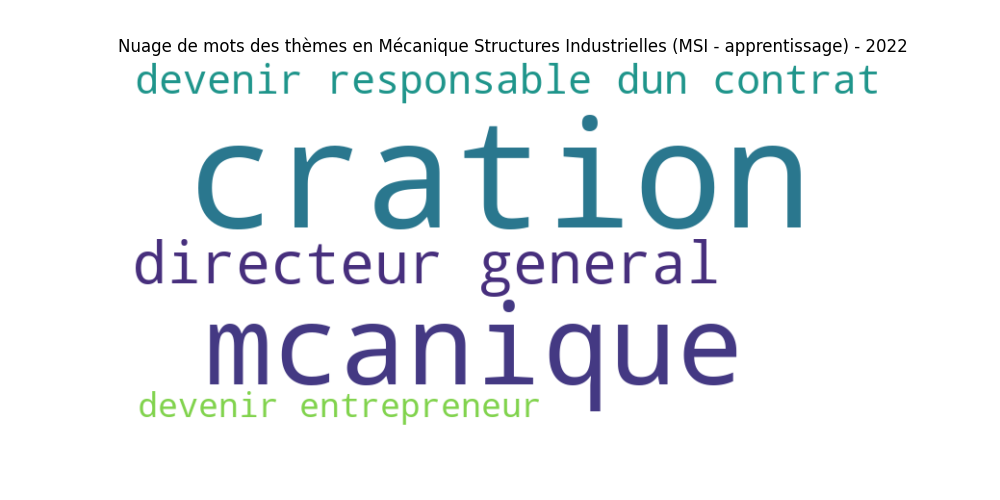 Nuage de mots des thèmes en Mécanique Structures Industrielles (MSI - apprentissage) - 2022
devenir responsable dun contrat
cration
directeur general
mcanique
devenir entrepreneur